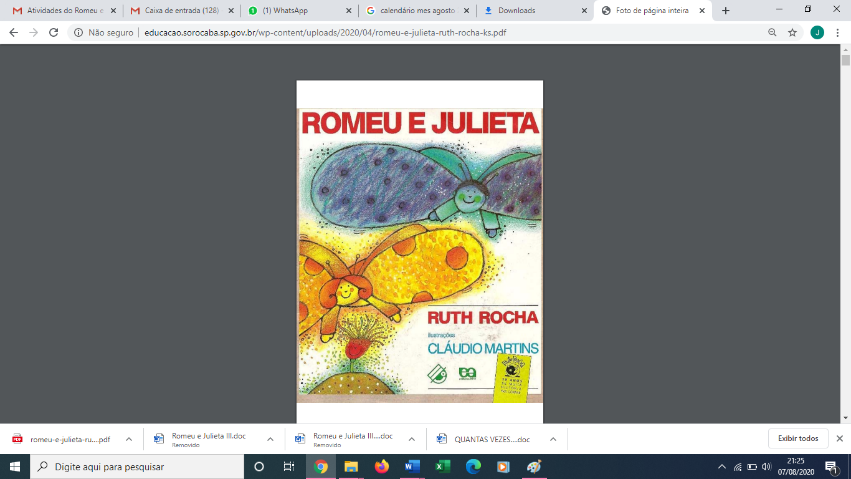 Atividades do Romeu e
Caixa de entrada (128)
(1) WhatsApp
calendário mes agosto
Downloads
Foto de página inteira
Não seguro
educacao.sorocaba.sp.gov.br/wp-content/uploads/2020/04/romeu-e-julieta-ruth-rocha-ks.pdf
J
ROMEU E JULIETA
RUTH ROCHA
Ilustrações
CLÁUDIO MARTINS
romeu-e-julieta-ru....pdf
Romeu e Julieta III.doc
Removido
Romeu e Julieta III....doc
Removido
QUANTAS VEZES....doc
Exibir todos
Digite aqui para pesquisar
21:25
07/08/2020